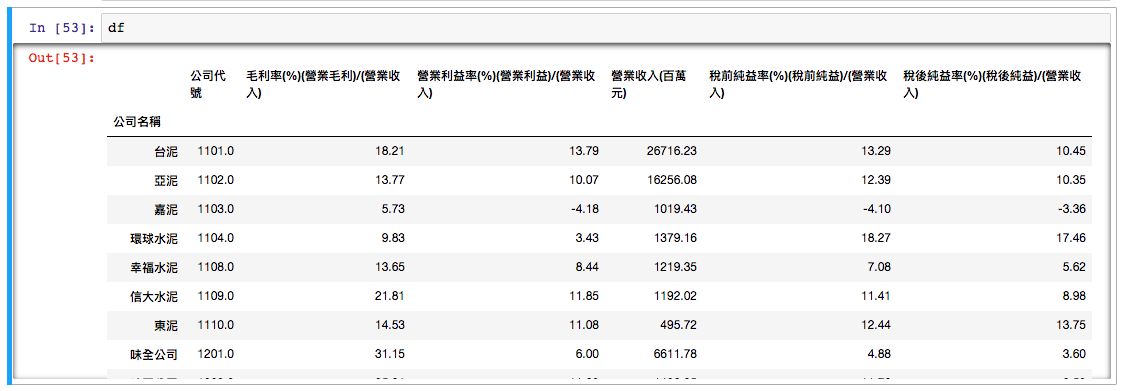 In [53]: df
Out[53]:
公司代號 毛利率(%)(營業毛利)/(營業收入) 營業利益率(%)(營業利益)/(營業收入) 營業收入(百萬元) 稅前純益率(%)(稅前純益)/(營業收入) 稅後純益率(%)(稅後純益)/(營業收入)
公司名稱
台泥 1101.0 18.21 13.79 26716.23 13.29 10.45
亞泥 1102.0 13.77 10.07 16256.08 12.39 10.35
嘉泥 1103.0 5.73 -4.18 1019.43 -4.10 -3.36
環球水泥 1104.0 9.83 3.43 1379.16 18.27 17.46
幸福水泥 1108.0 13.65 8.44 1219.35 7.08 5.62
信大水泥 1109.0 21.81 11.85 1192.02 11.41 8.98
東泥 1110.0 14.53 11.08 495.72 12.44 13.75
味全公司 1201.0 31.15 6.00 6611.78 4.88 3.60